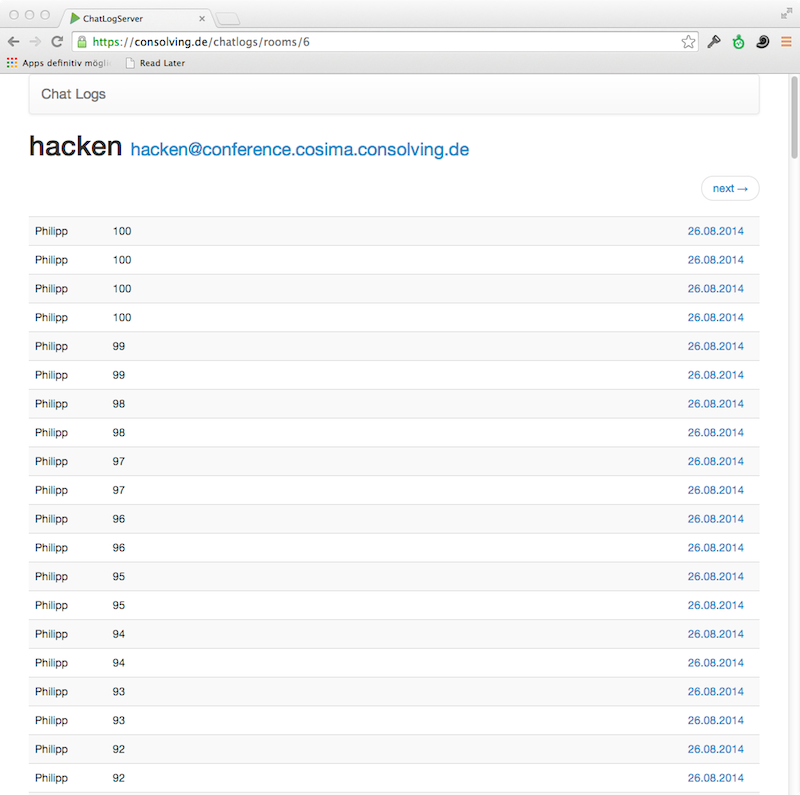 ChatLogServer
https://consolving.de/chatlogs/rooms/6
Apps definitiv mögli Read Later
Chat Logs
hacken hacken@conference.cosima.consolving.de
next →
Philipp 100 26.08.2014
Philipp 100 26.08.2014
Philipp 100 26.08.2014
Philipp 100 26.08.2014
Philipp 99 26.08.2014
Philipp 99 26.08.2014
Philipp 98 26.08.2014
Philipp 98 26.08.2014
Philipp 97 26.08.2014
Philipp 97 26.08.2014
Philipp 96 26.08.2014
Philipp 96 26.08.2014
Philipp 95 26.08.2014
Philipp 95 26.08.2014
Philipp 94 26.08.2014
Philipp 94 26.08.2014
Philipp 93 26.08.2014
Philipp 93 26.08.2014
Philipp 92 26.08.2014
Philipp 92 26.08.2014